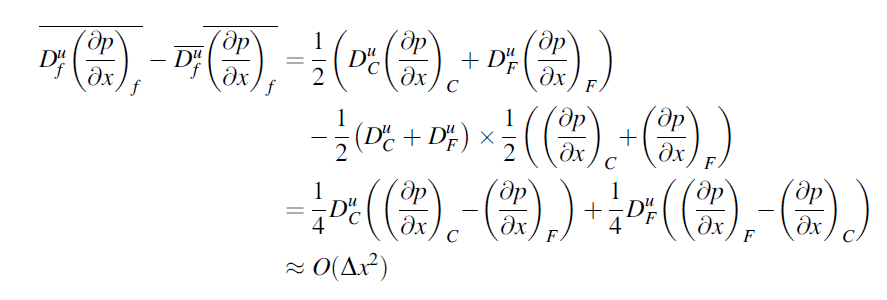 $\overline{D_f^u \left(\frac{\partial p}{\partial x}\right)_f} - \overline{D_f^u} \overline{\left(\frac{\partial p}{\partial x}\right)_f} = \frac{1}{2}\left(D_C^u \left(\frac{\partial p}{\partial x}\right)_C + D_F^u \left(\frac{\partial p}{\partial x}\right)_F\right)$
$- \frac{1}{2}\left(D_C^u + D_F^u\right) \times \frac{1}{2}\left(\left(\frac{\partial p}{\partial x}\right)_C + \left(\frac{\partial p}{\partial x}\right)_F\right)$
$= \frac{1}{4} D_C^u \left(\left(\frac{\partial p}{\partial x}\right)_C - \left(\frac{\partial p}{\partial x}\right)_F\right) + \frac{1}{4} D_F^u \left(\left(\frac{\partial p}{\partial x}\right)_F - \left(\frac{\partial p}{\partial x}\right)_C\right)$
$\approx O(\Delta x^2)$